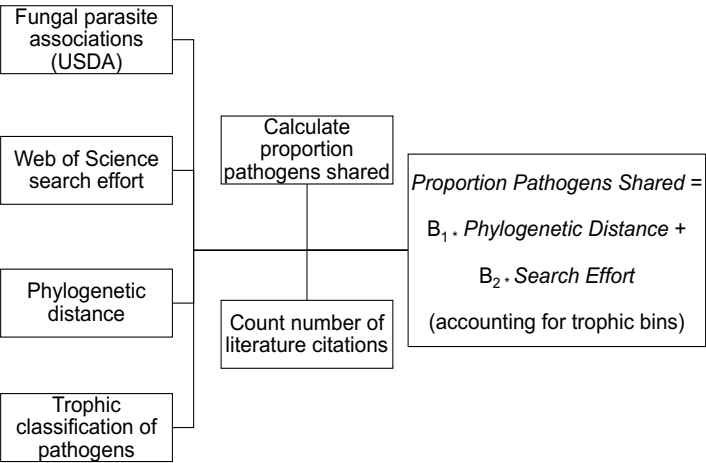 Fungal parasite
associations
(USDA)
Web of Science
search effort
Phylogenetic
distance
Trophic
classification of
pathogens
Calculate
proportion
pathogens shared
Count number of
literature citations
Proportion Pathogens Shared =
B₁ * Phylogenetic Distance +
B₂ * Search Effort
(accounting for trophic bins)